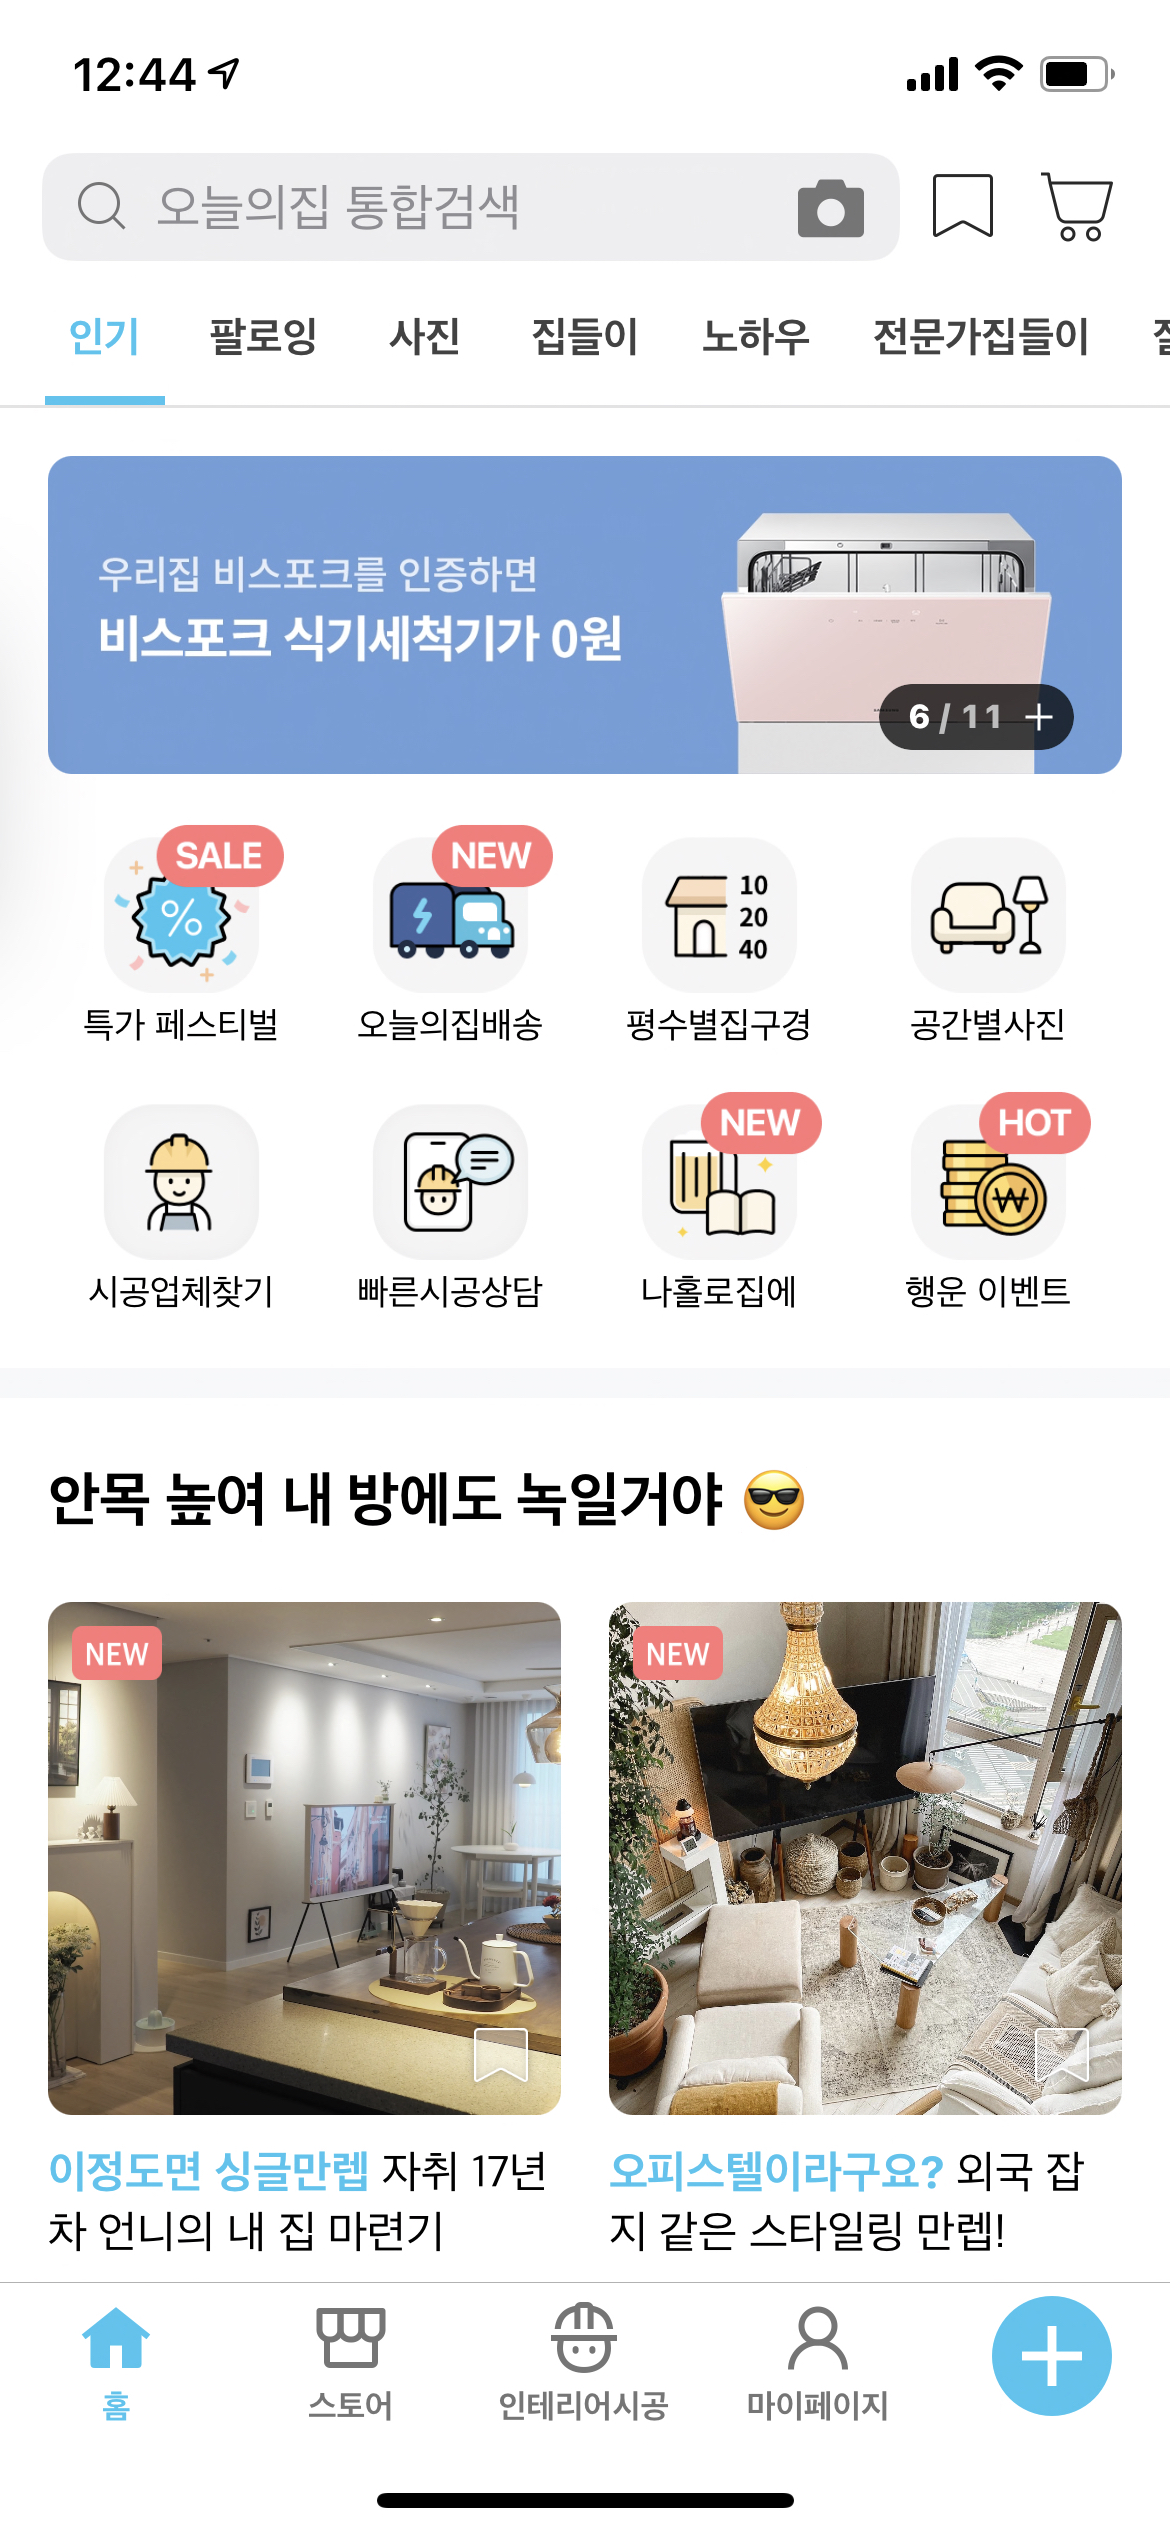 12:44
오늘의집 통합검색
인기 팔로잉 사진 집들이 노하우 전문가집들이
우리집 비스포크를 인증하면
비스포크 식기세척기가 0원
6 / 11 +
SALE NEW
10
20
40
특가 페스티벌 오늘의집배송 평수별집구경 공간별사진
NEW HOT
시공업체찾기 빠른시공상담 나홀로집에 행운 이벤트
안목 높여 내 방에도 녹일거야 😎
NEW
이정도면 싱글만렙 자취 17년
차 언니의 내 집 마련기
NEW
오피스텔이라구요? 외국 잡
지 같은 스타일링 만렙!
홈 스토어 인테리어시공 마이페이지